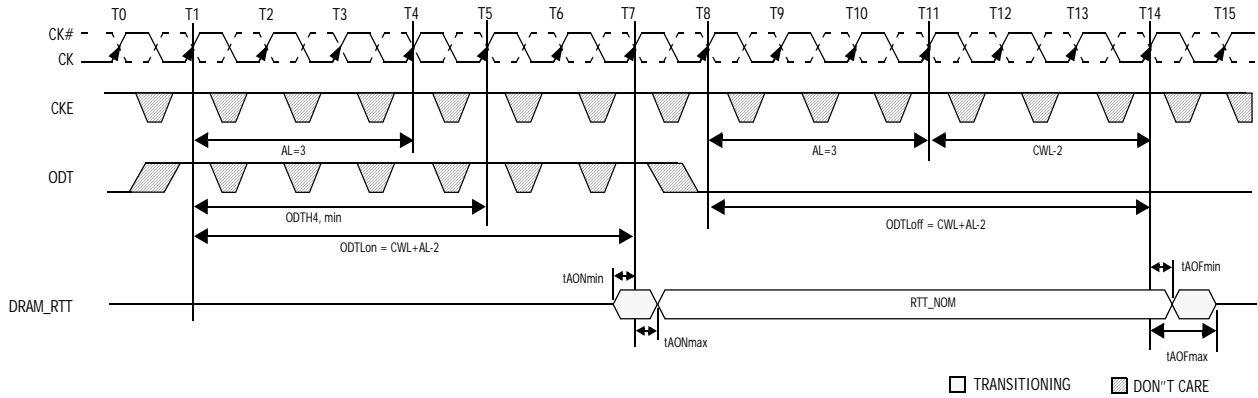 T0 T1 T2 T3 T4 T5 T6 T7 T8 T9 T10 T11 T12 T13 T14 T15
CK#
CK
CKE
AL=3 AL=3 CWL-2
ODT
ODTH4, min ODTLoff = CWL+AL-2
ODTLon = CWL+AL-2
tAONmin tAOFmin
DRAM_RTT RTT_NOM
tAONmax tAOFmax
TRANSITIONING DON"T CARE